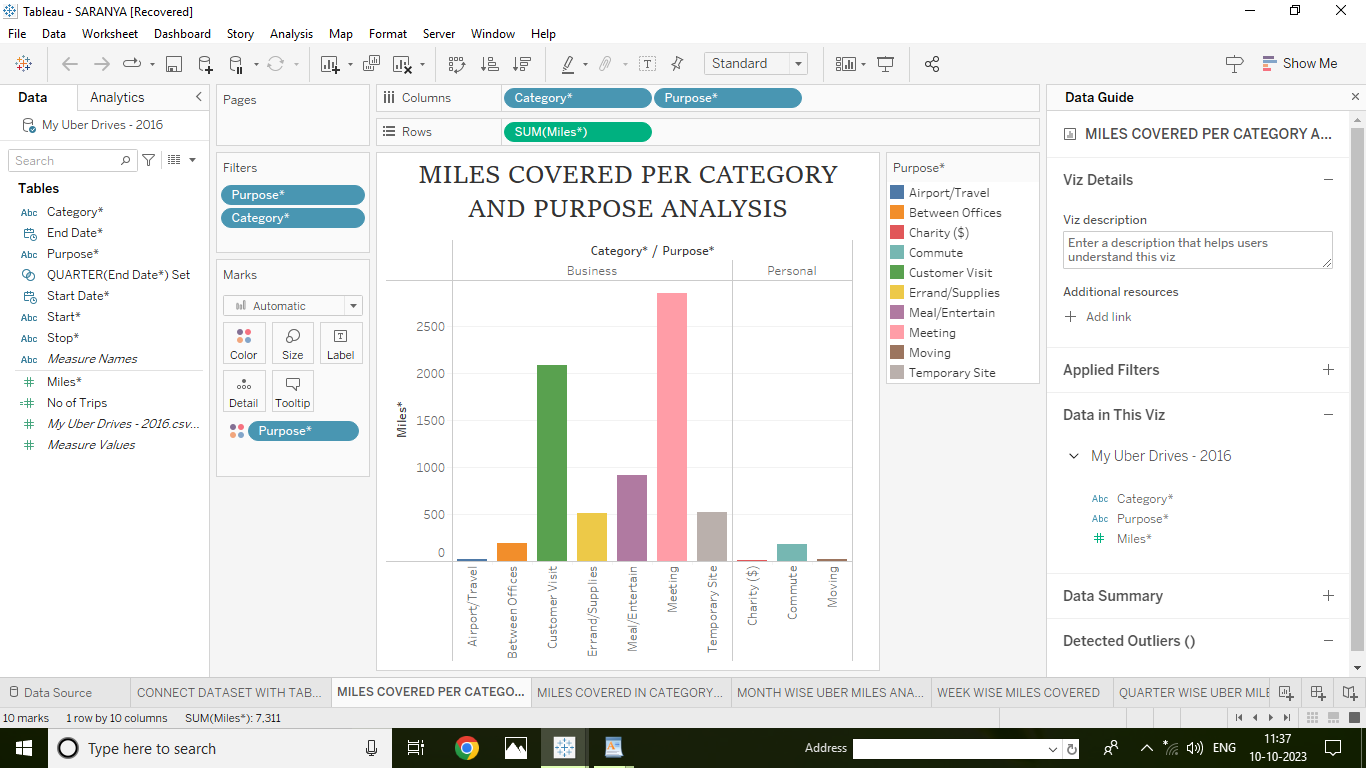 Tableau - SARANYA [Recovered]
File Data Worksheet Dashboard Story Analysis Map Format Server Window Help
Standard
Show Me
Data
Analytics
My Uber Drives - 2016
Search
Tables
Abc Category*
End Date*
Abc Purpose*
QUARTER(End Date*) Set
Start Date*
Abc Start*
Abc Stop*
Abc Measure Names
Miles*
No of Trips
My Uber Drives - 2016.csv...
Measure Values
Pages
Filters
Purpose*
Category*
Marks
Automatic
Color
Size
Label
Detail
Tooltip
Purpose*
Columns
Category*
Purpose*
Rows
SUM(Miles*)
MILES COVERED PER CATEGORY
AND PURPOSE ANALYSIS
Category* / Purpose*
Business
Personal
Miles*
2500
2000
1500
1000
500
0
Airport/Travel
Between Offices
Customer Visit
Errand/Supplies
Meal/Entertain
Meeting
Temporary Site
Charity ($)
Commute
Moving
Purpose*
Airport/Travel
Between Offices
Charity ($)
Commute
Customer Visit
Errand/Supplies
Meal/Entertain
Meeting
Moving
Temporary Site
Data Guide
MILES COVERED PER CATEGORY A...
Viz Details
Viz description
Enter a description that helps users
understand this viz
Additional resources
Add link
Applied Filters
Data in This Viz
My Uber Drives - 2016
Abc Category*
Abc Purpose*
Miles*
Data Summary
Detected Outliers ()
Data Source
CONNECT DATASET WITH TAB...
MILES COVERED PER CATEGO...
MILES COVERED IN CATEGORY...
MONTH WISE UBER MILES ANA...
WEEK WISE MILES COVERED
QUARTER WISE UBER MILE
10 marks
1 row by 10 columns
SUM(Miles*): 7,311
Type here to search
Address
ENG
11:37
10-10-2023